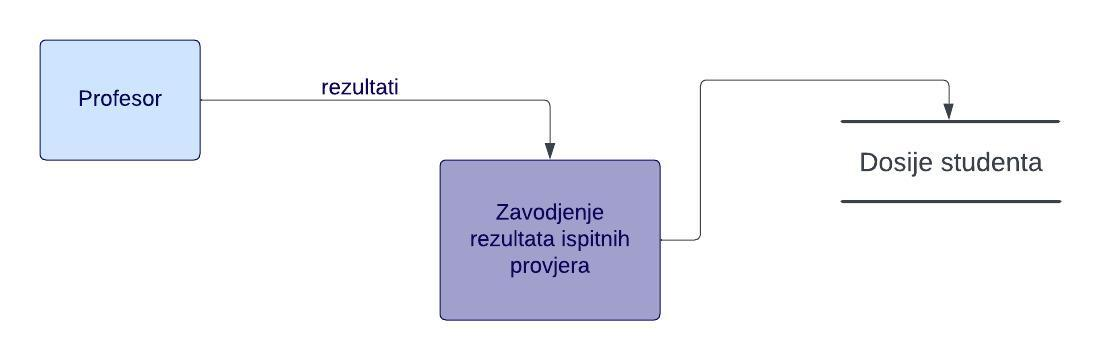 Profesor
rezultati
Zavodjenje
rezultata ispitnih
provjera
Dosije studenta